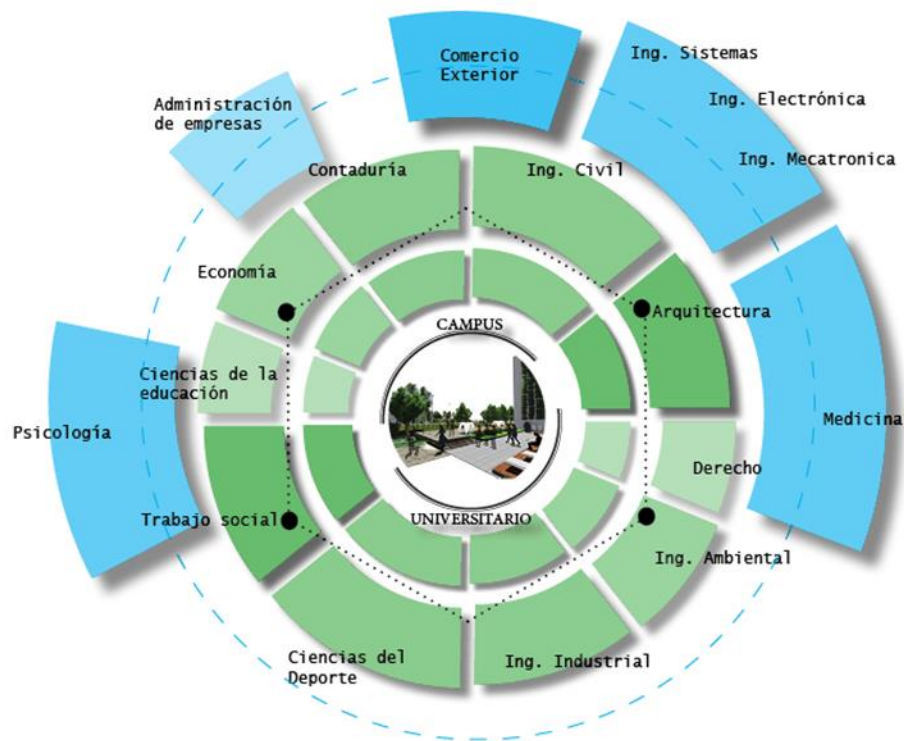 Comercio
Exterior
Ing. Sistemas
Ing. Electrónica
Ing. Mecatronica
Administración
de empresas
Contaduría
Ing. Civil
Economía
Arquitectura
CAMPUS
Ciencias de la
educación
Psicología
Medicina
Derecho
Trabajo social
UNIVERSITARIO
Ing. Ambiental
Ciencias del
Deporte
Ing. Industrial